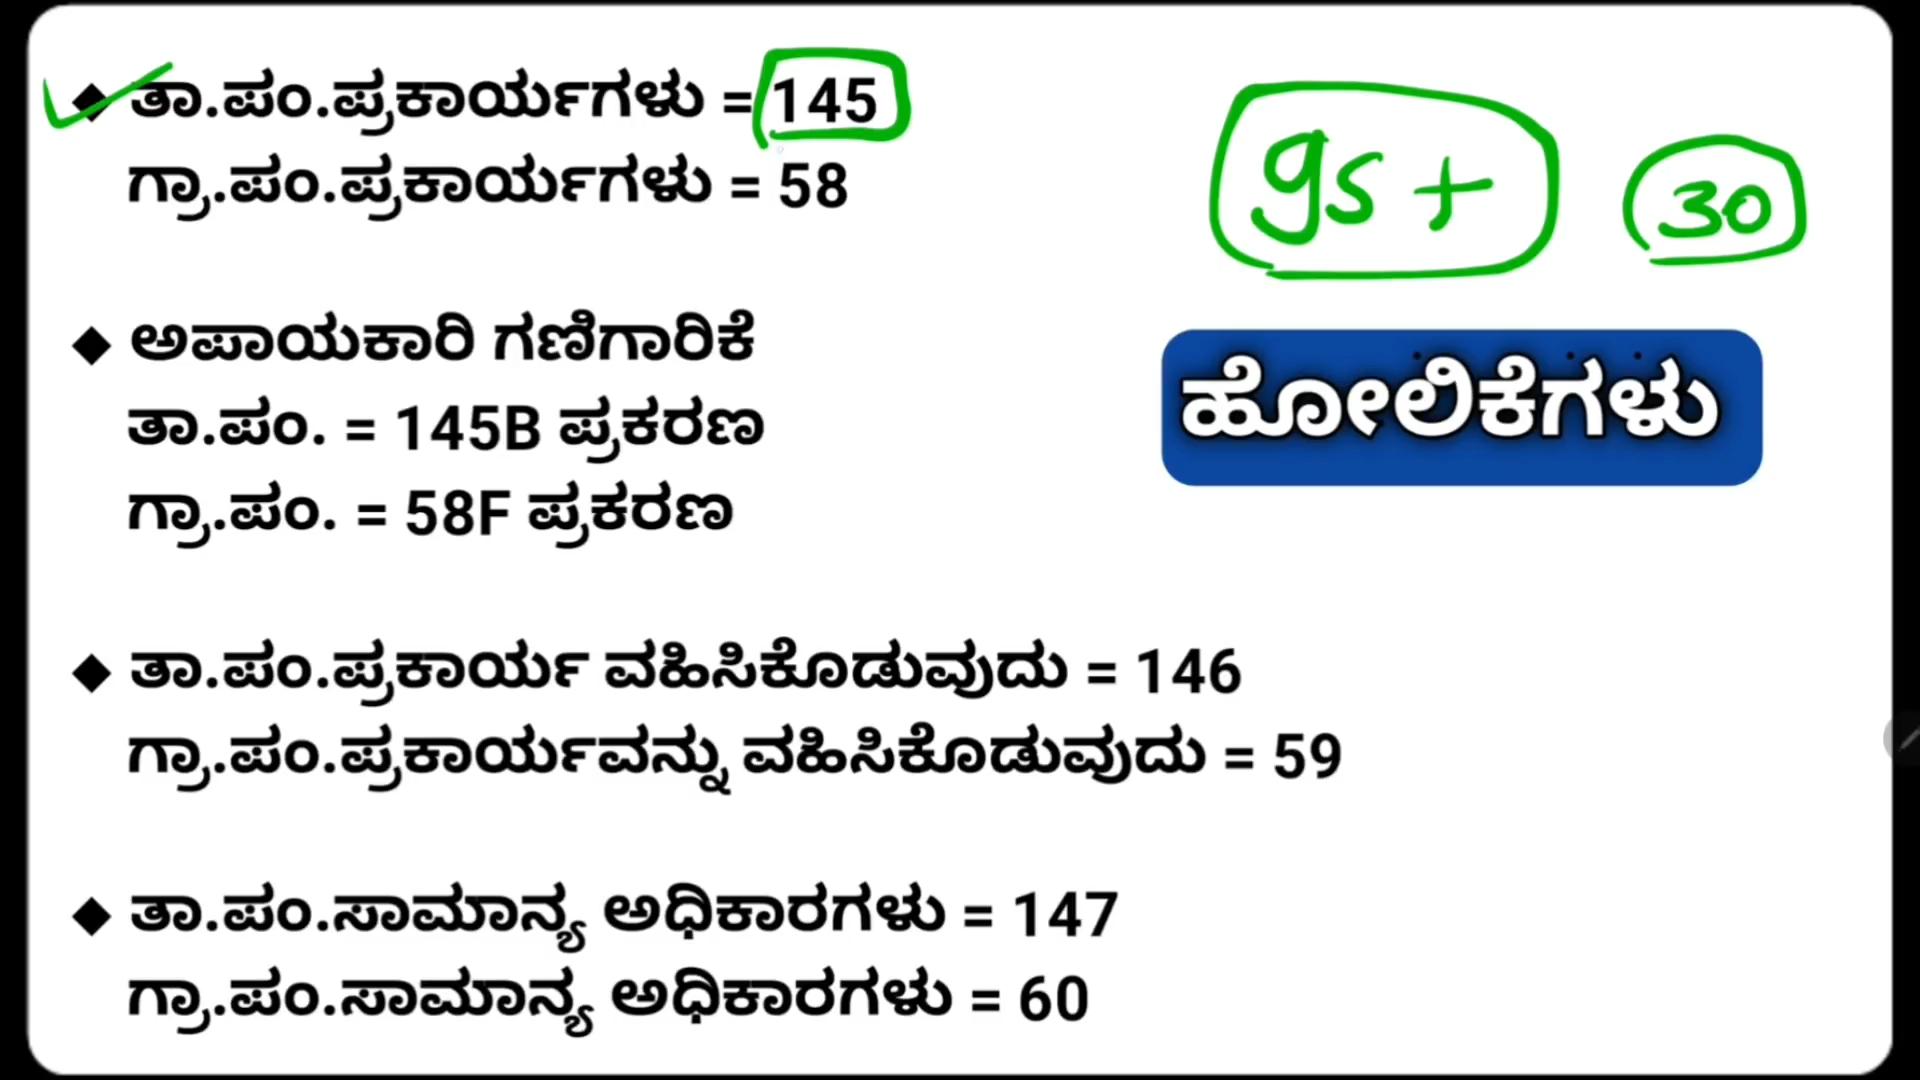 ತಾ.ಪಂ.ಪ್ರಕಾರ್ಯಗಳು = 145
ಗ್ರಾ.ಪಂ.ಪ್ರಕಾರ್ಯಗಳು = 58
95 + 30
ಅಪಾಯಕಾರಿ ಗಣಿಗಾರಿಕೆ
ತಾ.ಪಂ. = 145B ಪ್ರಕರಣ
ಗ್ರಾ.ಪಂ. = 58F ಪ್ರಕರಣ
ಹೋಲಿಕೆಗಳು
ತಾ.ಪಂ.ಪ್ರಕಾರ್ಯ ವಹಿಸಿಕೊಡುವುದು = 146
ಗ್ರಾ.ಪಂ.ಪ್ರಕಾರ್ಯವನ್ನು ವಹಿಸಿಕೊಡುವುದು = 59
ತಾ.ಪಂ.ಸಾಮಾನ್ಯ ಅಧಿಕಾರಗಳು = 147
ಗ್ರಾ.ಪಂ.ಸಾಮಾನ್ಯ ಅಧಿಕಾರಗಳು = 60